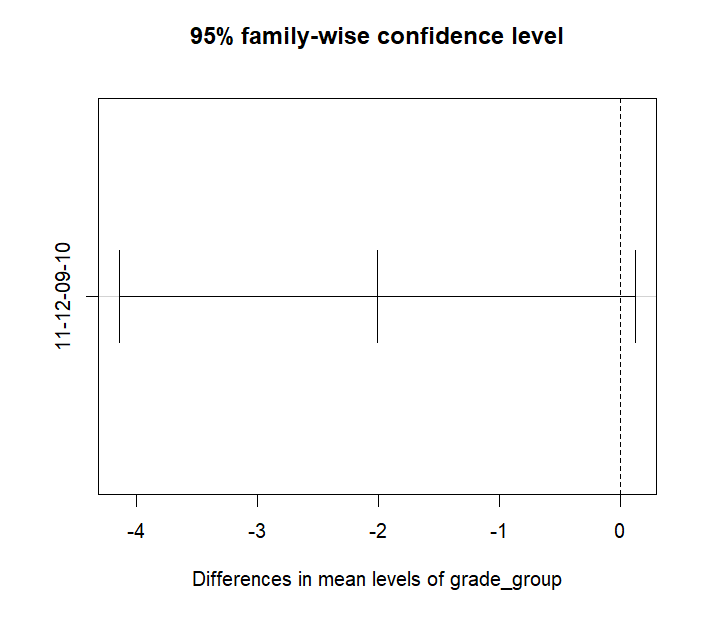 95% family-wise confidence level
11-12-09-10
-4 -3 -2 -1 0
Differences in mean levels of grade_group